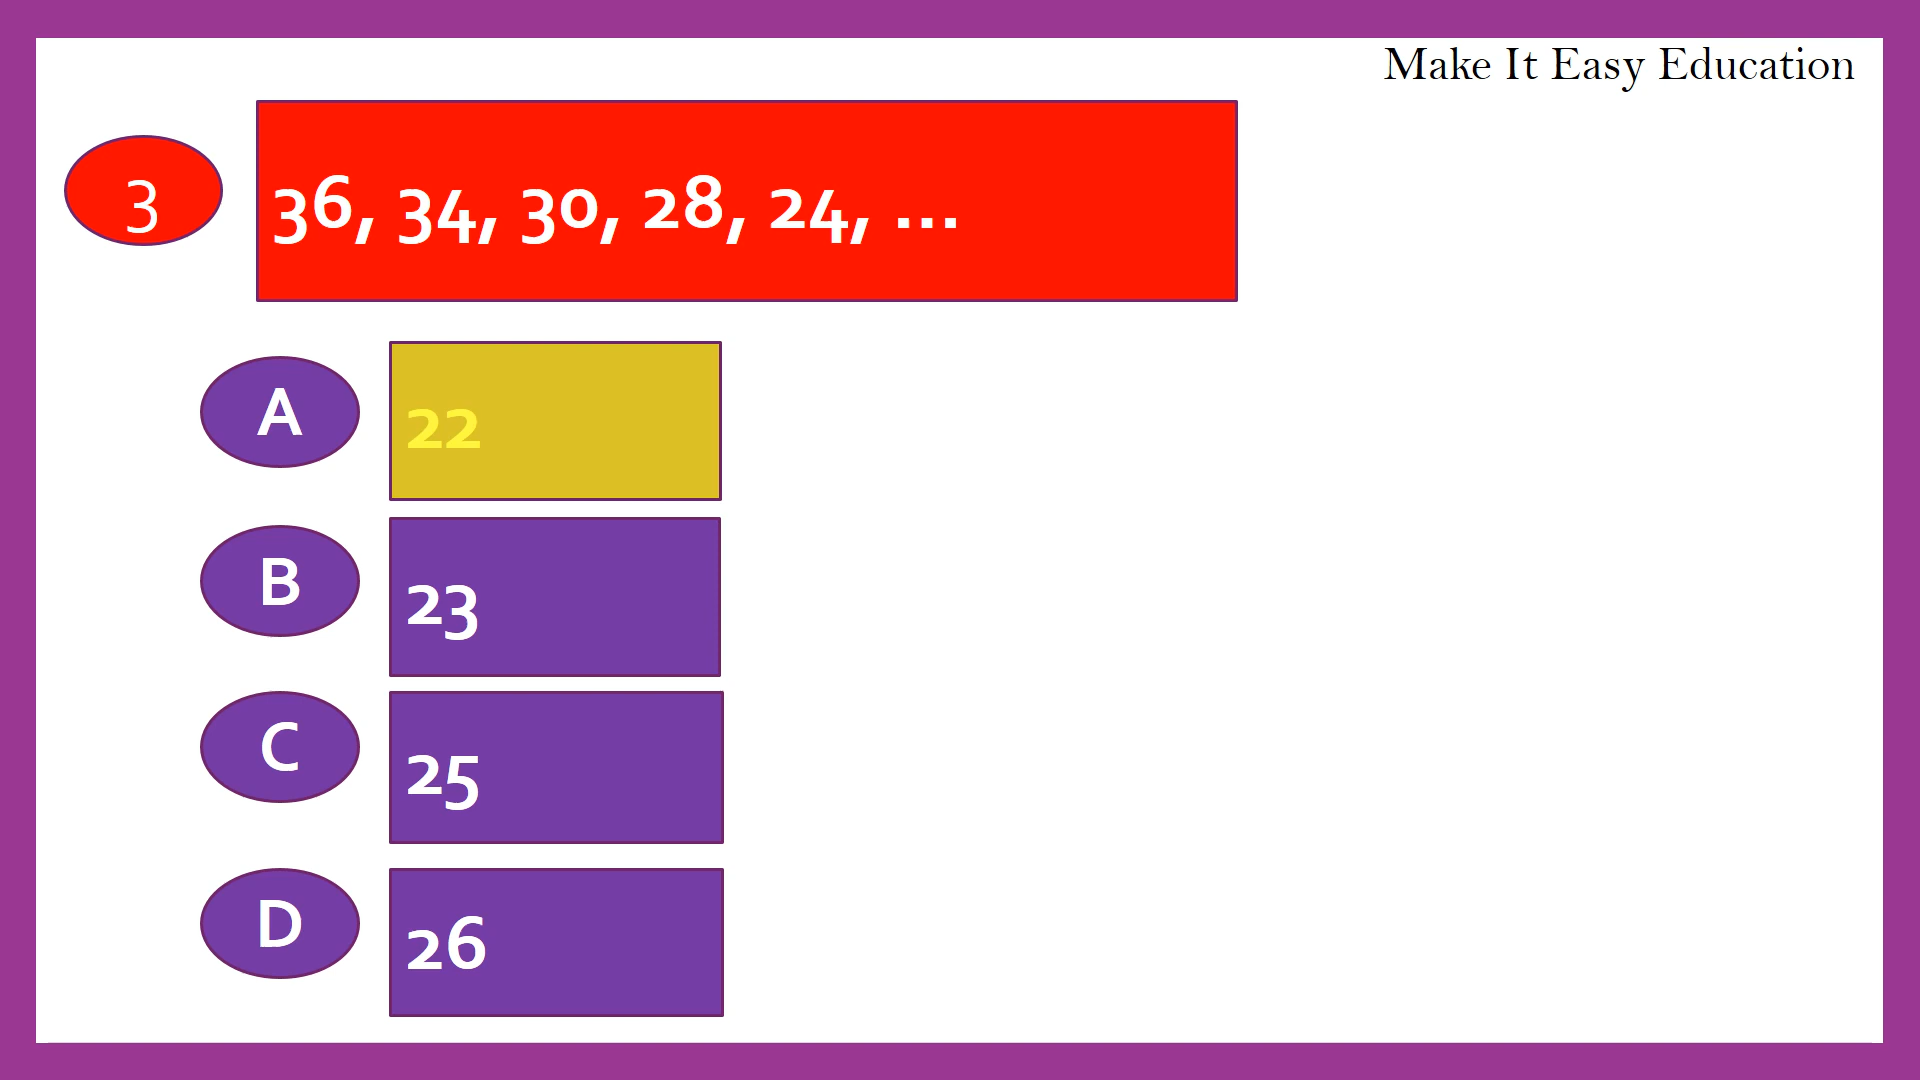 Make It Easy Education
3
36, 34, 30, 28, 24, ...
A
22
B
23
C
25
D
26